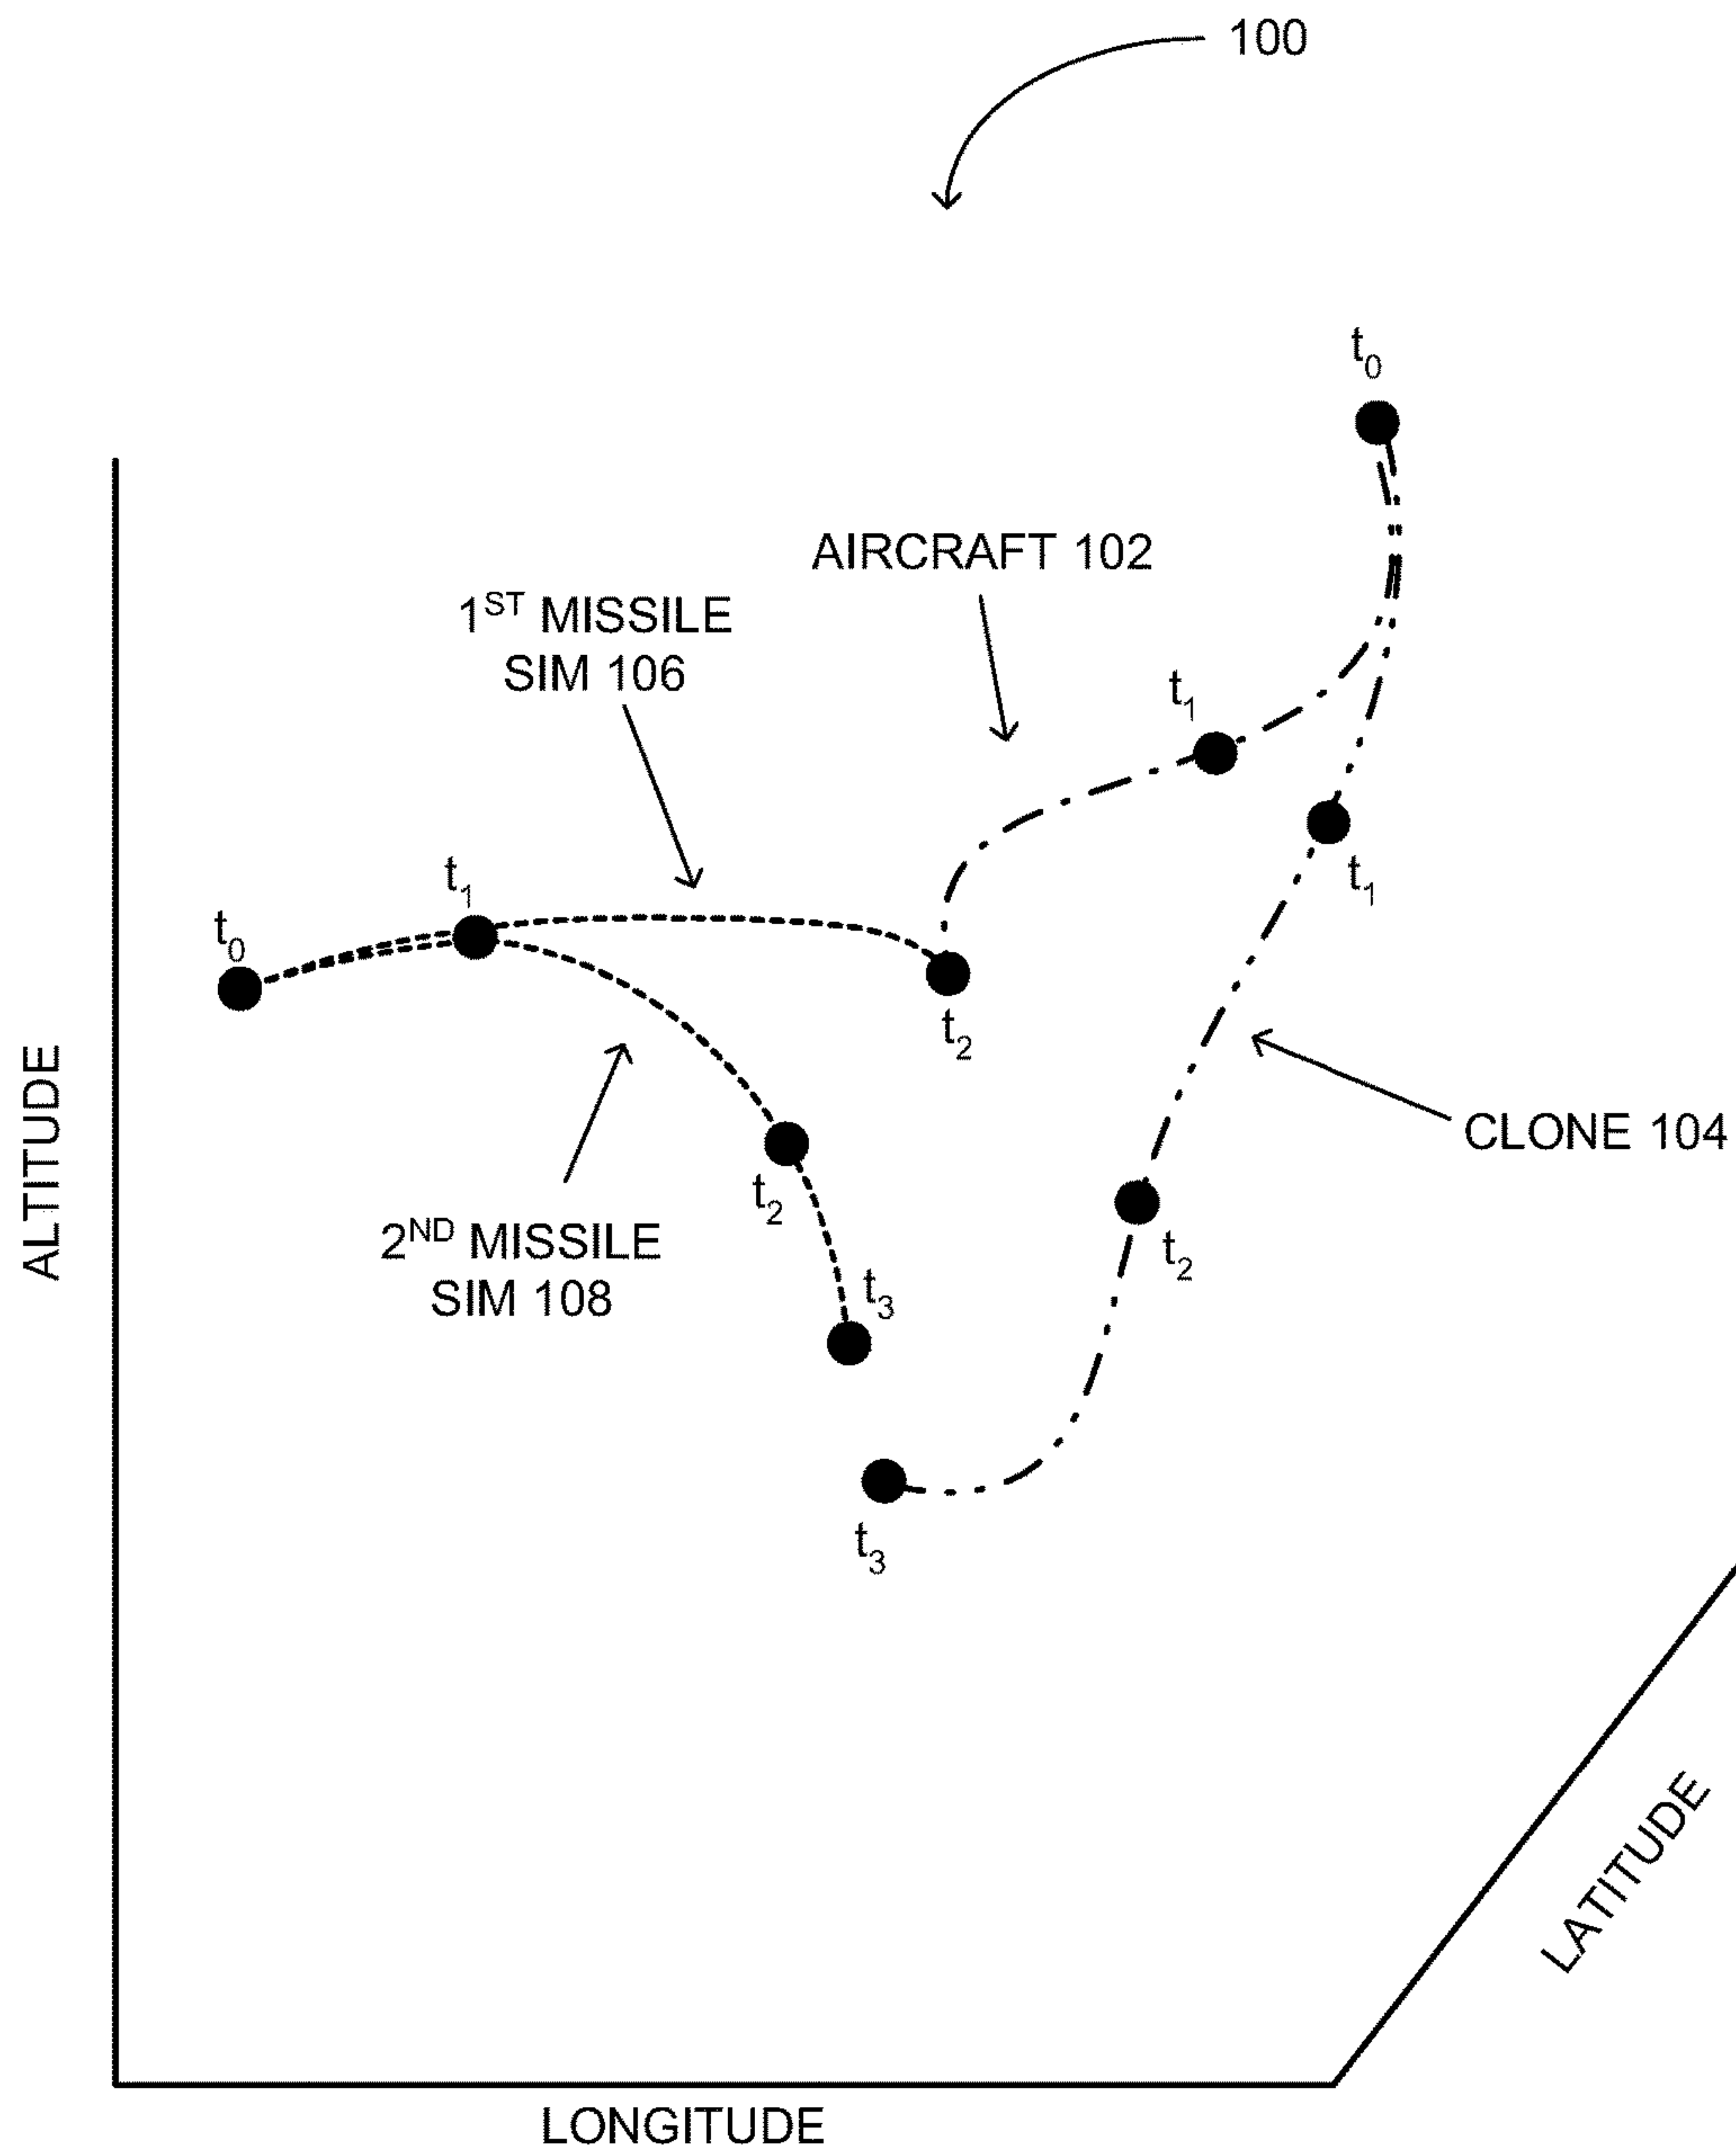 100
t₀
AIRCRAFT 102
1ST MISSILE
SIM 106
t₁
t₁
t₁
t₀
t₂
CLONE 104
t₂
t₂
2ND MISSILE
SIM 108
t₃
t₃
ALTITUDE
LATITUDE
LONGITUDE